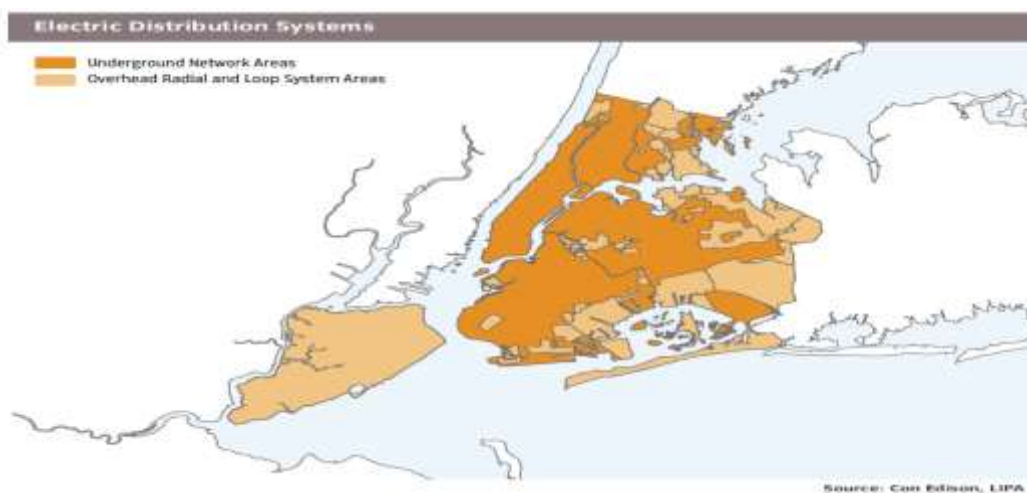 Electric Distribution Systems
Underground Network Areas
Overhead Radial and Loop System Areas
Source: Con Edison, LIPA